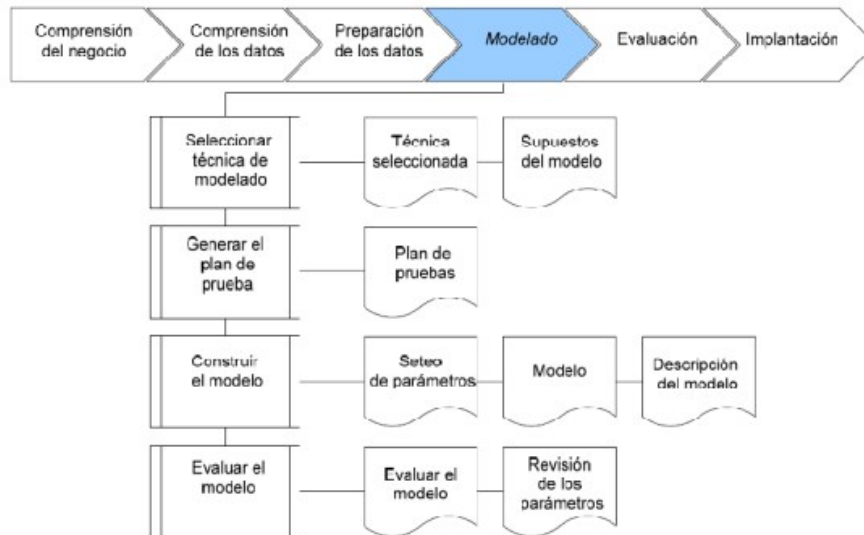 Comprensión
del negocio
Comprensión
de los datos
Preparación
de los datos
Modelado
Evaluación
Implantación
Seleccionar
técnica de
modelado
Técnica
seleccionada
Supuestos
del modelo
Generar el
plan de
prueba
Plan de
pruebas
Construir
el modelo
Seteo
de parámetros
Modelo
Descripción
del modelo
Evaluar el
modelo
Evaluar el
modelo
Revisión
de los
parámetros